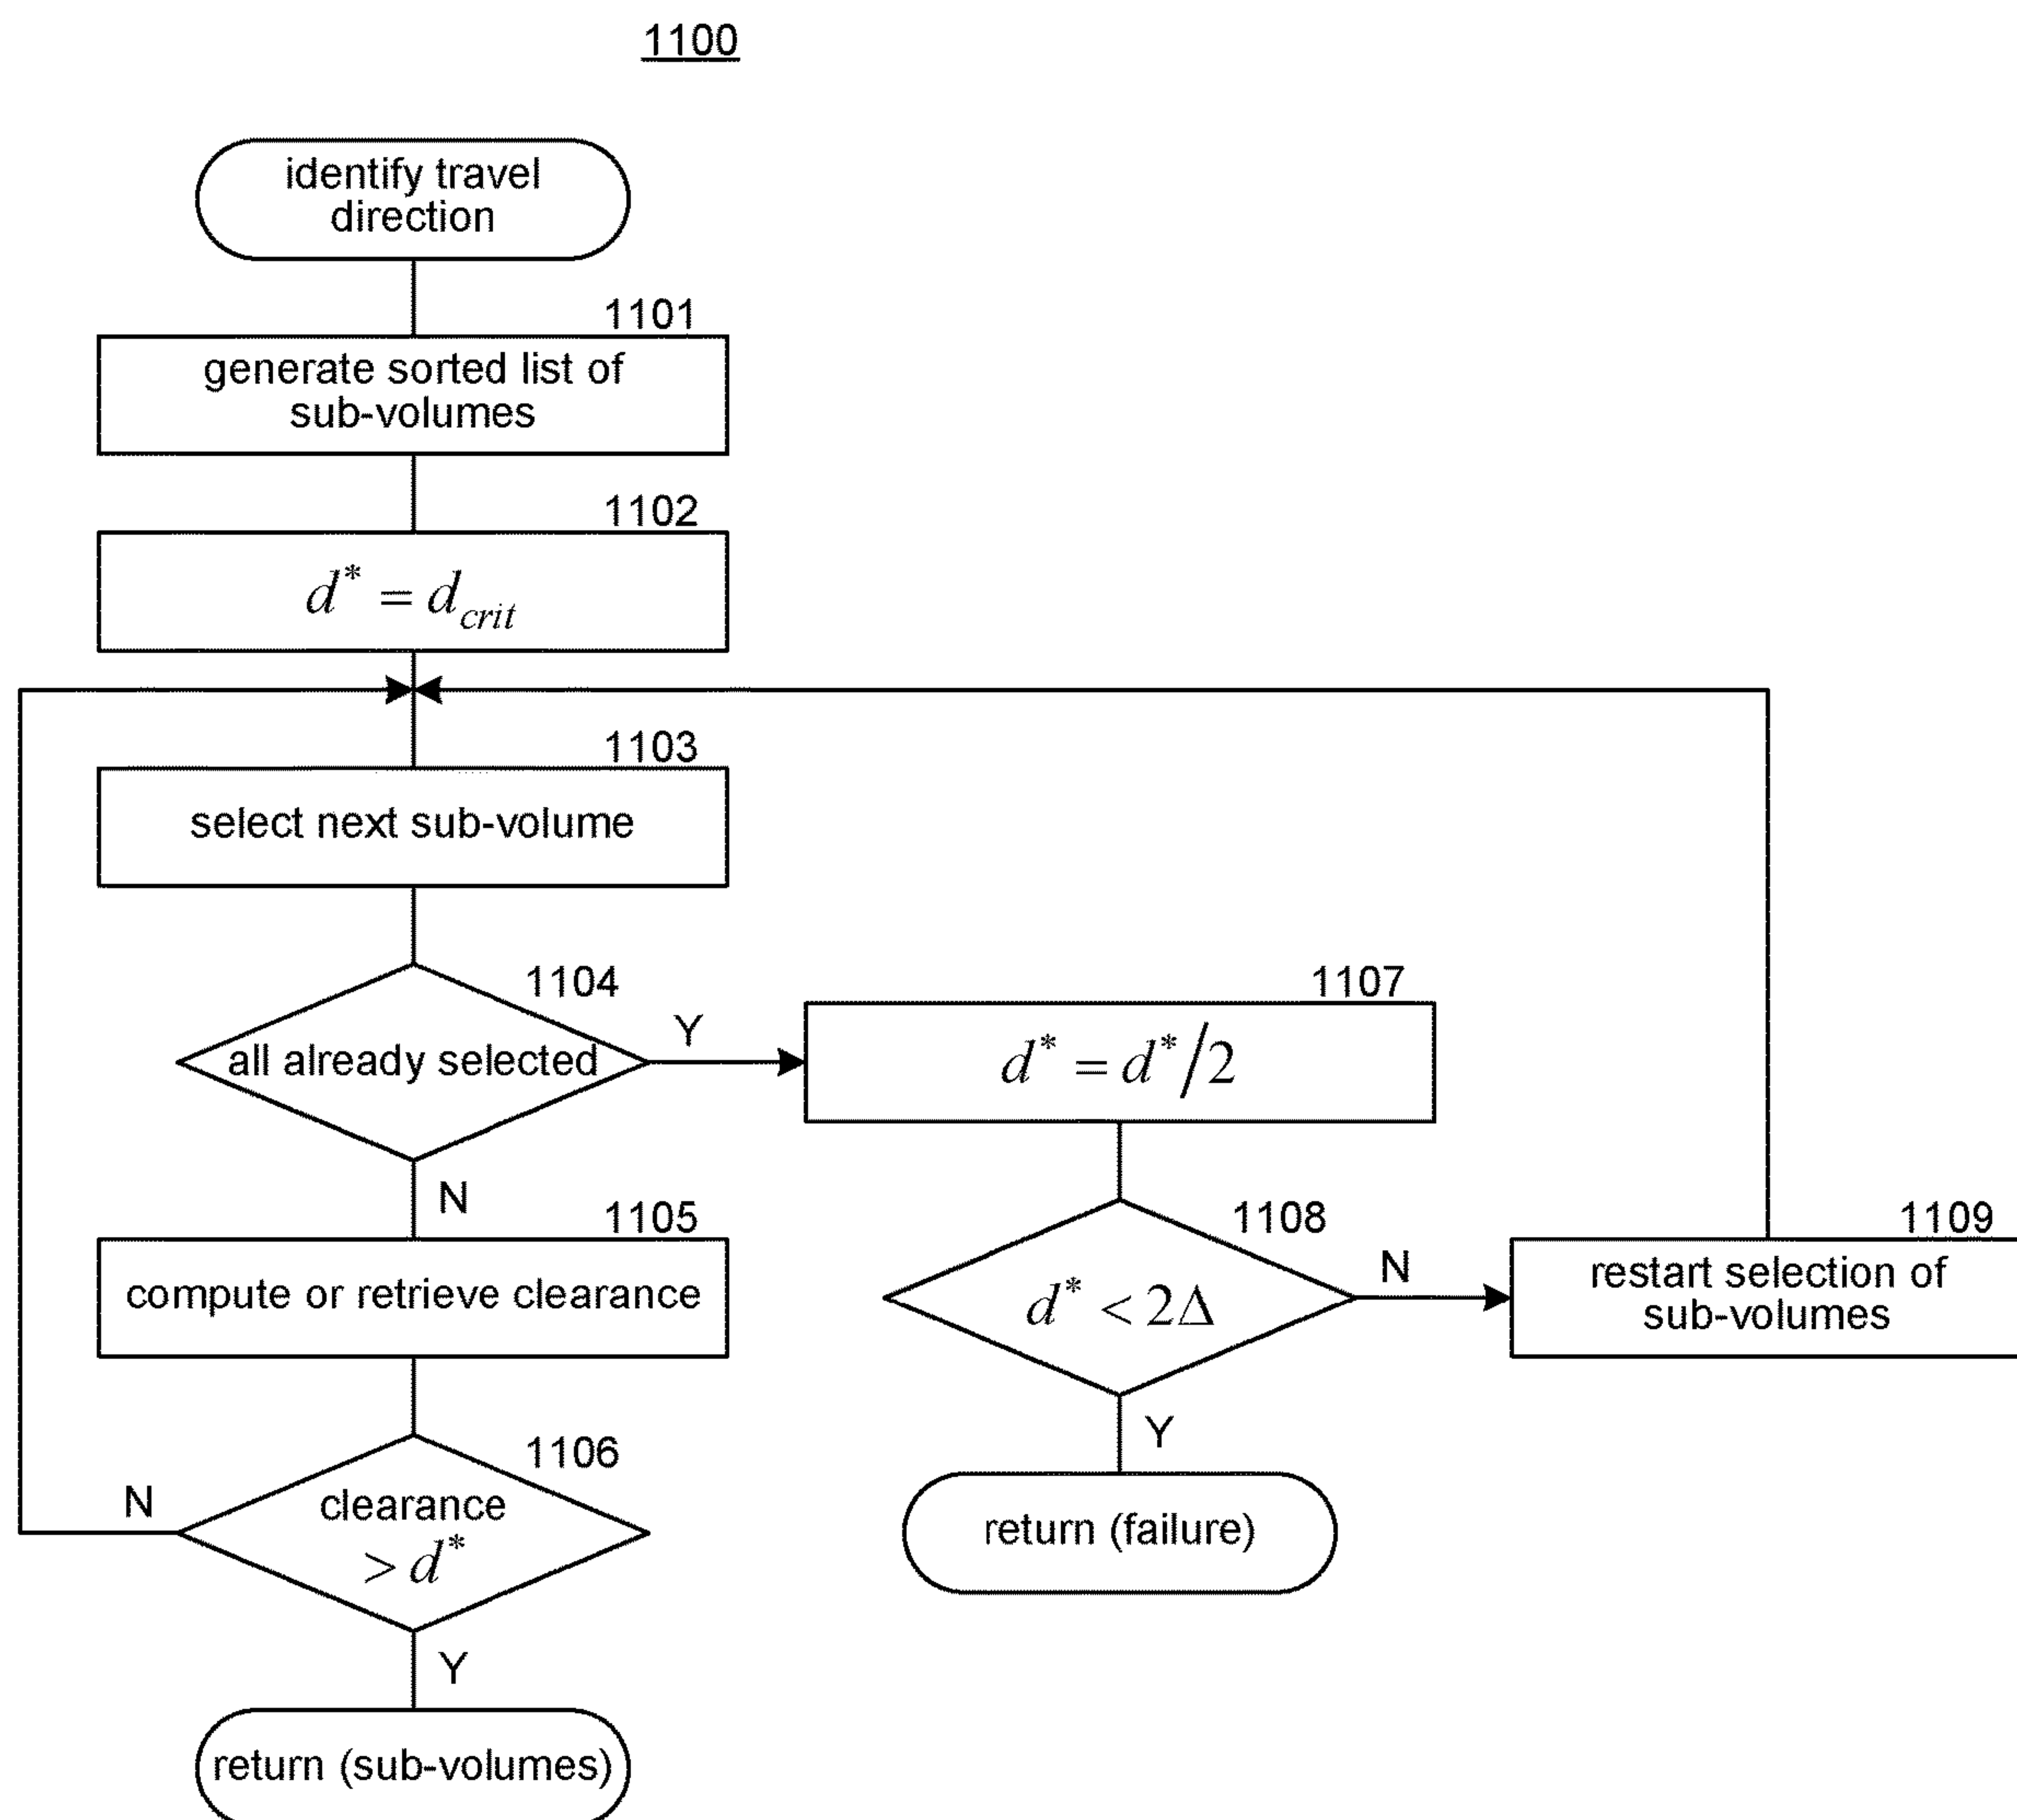 1100
identify travel
direction
1101
generate sorted list of
sub-volumes
1102
d* = d_crit
1103
select next sub-volume
1104
all already selected
Y
1107
d* = d*/2
N
1105
compute or retrieve clearance
1108
d* < 2Δ
N
1109
restart selection of
sub-volumes
Y
return (failure)
1106
clearance
> d*
N
Y
return (sub-volumes)